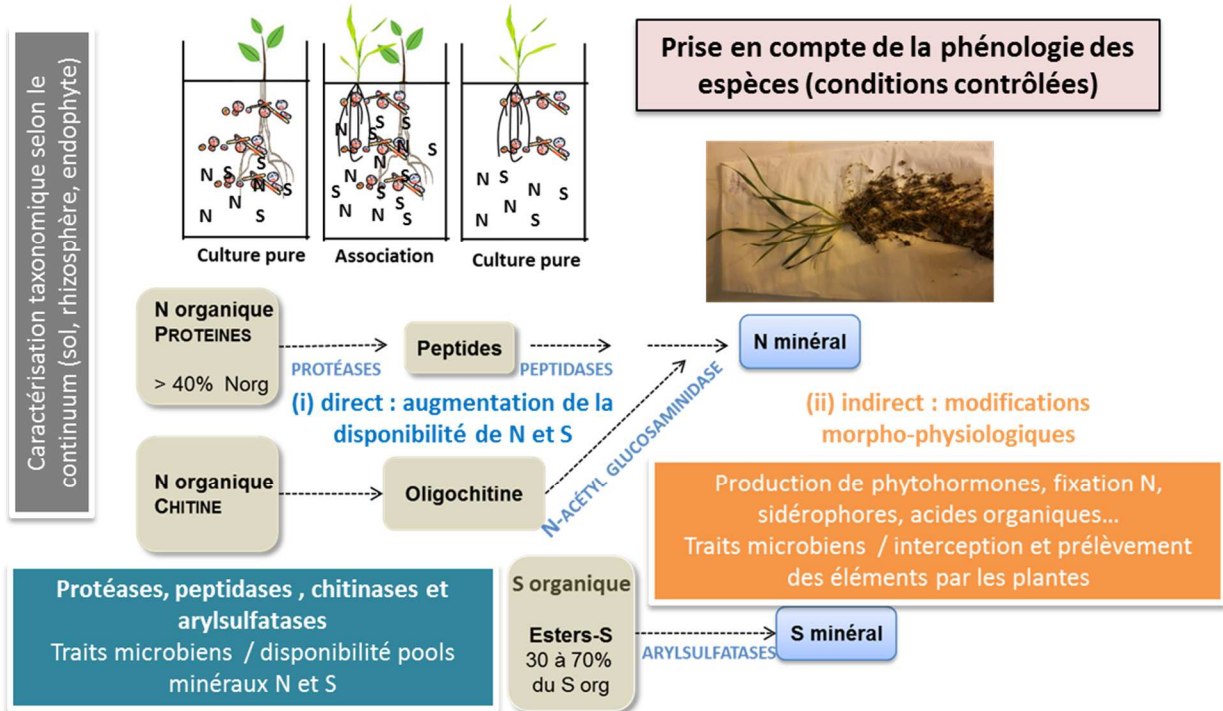 Caractérisation taxonomique selon le
continuum (sol, rhizosphère, endophyte)
Prise en compte de la phénologie des
espèces (conditions contrôlées)
N S S N N S N S
N S S S N S N N S S N N S
N S N S N S
Culture pure
Association
Culture pure
N organique
PROTEINES
> 40% Norg
PROTÉASES
Peptides
PEPTIDASES
N minéral
(i) direct : augmentation de la
disponibilité de N et S
(ii) indirect : modifications
morpho-physiologiques
N organique
CHITINE
Oligochitine
N-ACÉTYL GLUCOSAMINIDASE
Production de phytohormones, fixation N,
sidérophores, acides organiques...
Traits microbiens / interception et prélèvement
des éléments par les plantes
Protéases, peptidases , chitinases et
arylsulfatases
Traits microbiens / disponibilité pools
minéraux N et S
S organique
Esters-S
30 à 70%
du S org
ARYLSULFATASES
S minéral